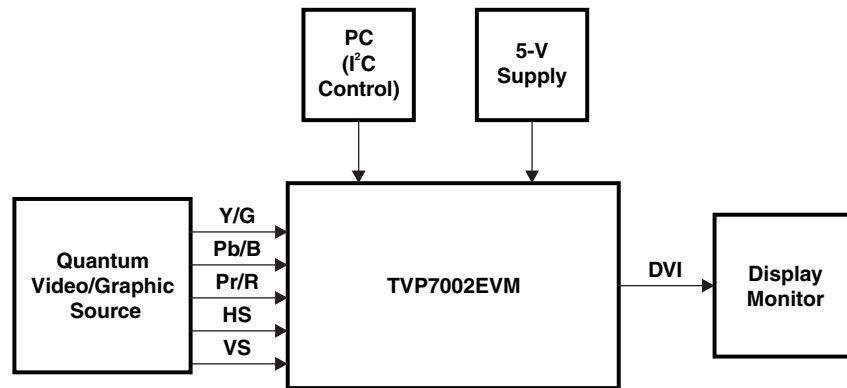 PC
(I²C
Control)
5-V
Supply
Quantum
Video/Graphic
Source
Y/G
Pb/B
Pr/R
HS
VS
TVP7002EVM
DVI
Display
Monitor